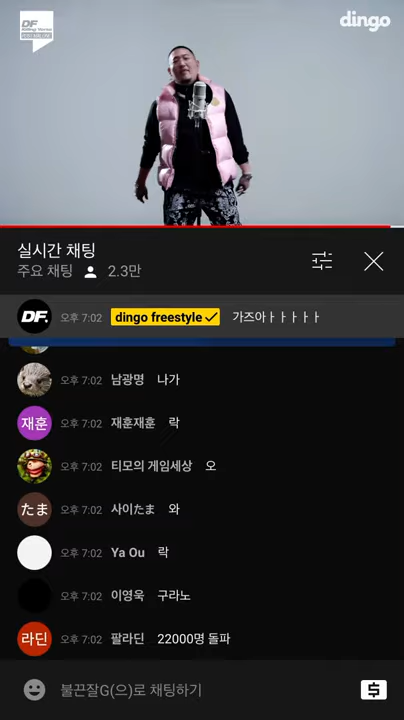 DF
Killing Verse
dingo
실시간 채팅
주요 채팅 2.3만
DF. 오후 7:02 dingo freestyle 가즈아ㅏㅏㅏㅏㅏ
오후 7:02 남광명 나가
재훈 오후 7:02 재훈재훈 락
오후 7:02 티모의 게임세상 오
たま 오후 7:02 사이たま 와
오후 7:02 Ya Ou 락
오후 7:02 이영욱 구라노
라딘 오후 7:02 팔라딘 22000명 돌파
불끈잘G(으)로 채팅하기